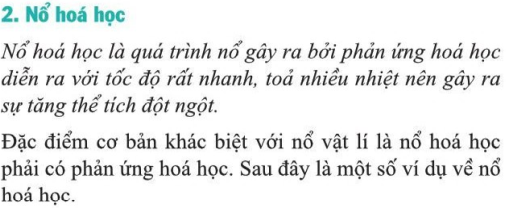 2. Nổ hoá học
Nổ hoá học là quá trình nổ gây ra bởi phản ứng hoá học
diễn ra với tốc độ rất nhanh, toả nhiều nhiệt nên gây ra
sự tăng thể tích đột ngột.
Đặc điểm cơ bản khác biệt với nổ vật lí là nổ hoá học
phải có phản ứng hoá học. Sau đây là một số ví dụ về nổ
hoá học.